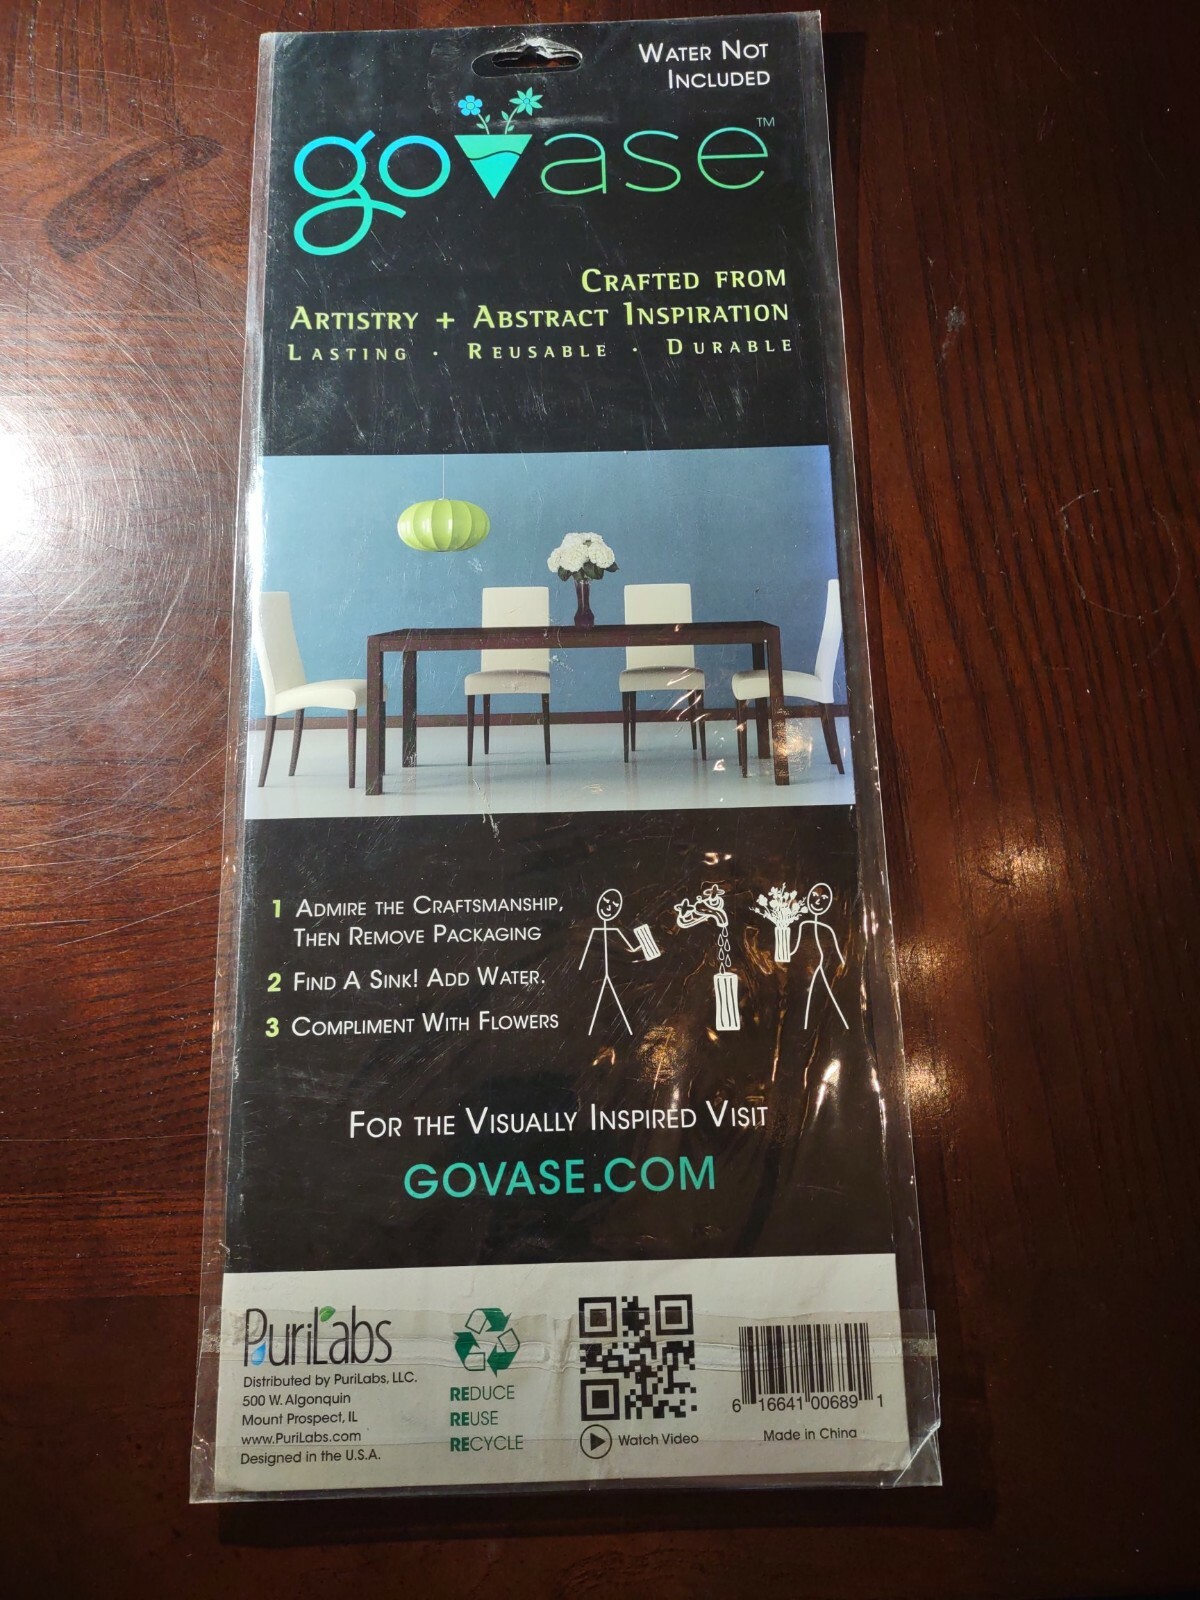 Water Not
Included
govase™
Crafted from
Artistry + Abstract Inspiration
Lasting · Reusable · Durable
1 Admire the Craftsmanship,
Then Remove Packaging
2 Find A Sink! Add Water.
3 Compliment With Flowers
For the Visually Inspired Visit
GOVASE.COM
PuriLabs
Distributed by PuriLabs, LLC.
500 W. Algonquin
Mount Prospect, IL
www.PuriLabs.com
Designed in the U.S.A.
REDUCE
REUSE
RECYCLE
Watch Video
6 16641 00689 1
Made in China